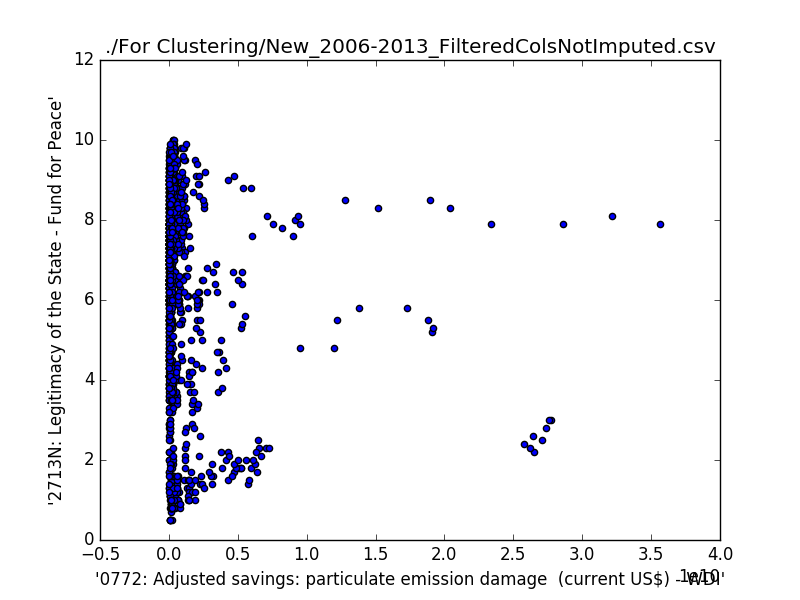 ./For Clustering/New_2006-2013_FilteredColsNotImputed.csv
12
10
8
6
4
2
0
'2713N: Legitimacy of the State - Fund for Peace'
−0.5 0.0 0.5 1.0 1.5 2.0 2.5 3.0 3.5 4.0
1e10
'0772: Adjusted savings: particulate emission damage  (current US$) - WDI'